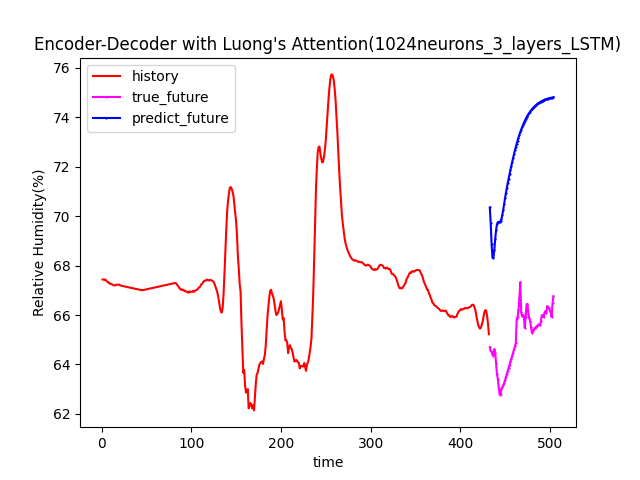 Encoder-Decoder with Luong's Attention(1024neurons_3_layers_LSTM)
history
true_future
predict_future
Relative Humidity(%)
76
74
72
70
68
66
64
62
0 100 200 300 400 500
time